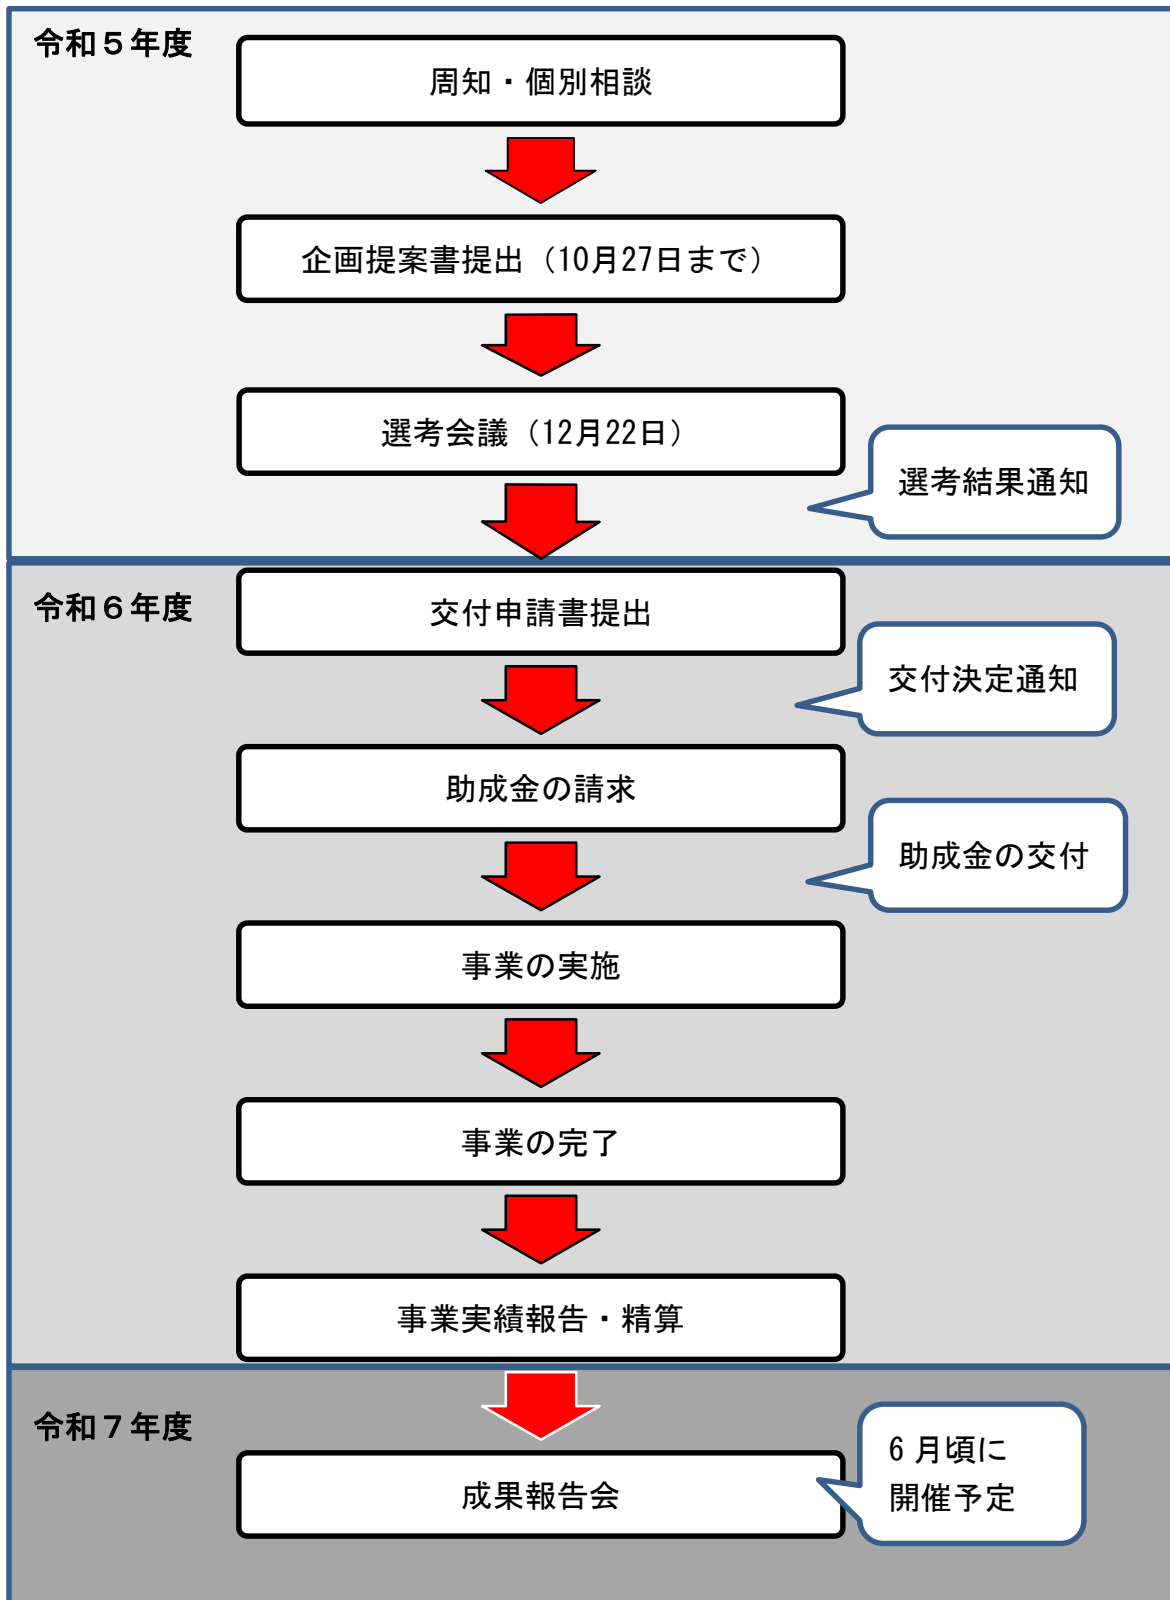 令和５年度
周知・個別相談
企画提案書提出（10月27日まで）
選考会議（12月22日）
選考結果通知
令和６年度
交付申請書提出
交付決定通知
助成金の請求
助成金の交付
事業の実施
事業の完了
事業実績報告・精算
令和７年度
成果報告会
6月頃に
開催予定